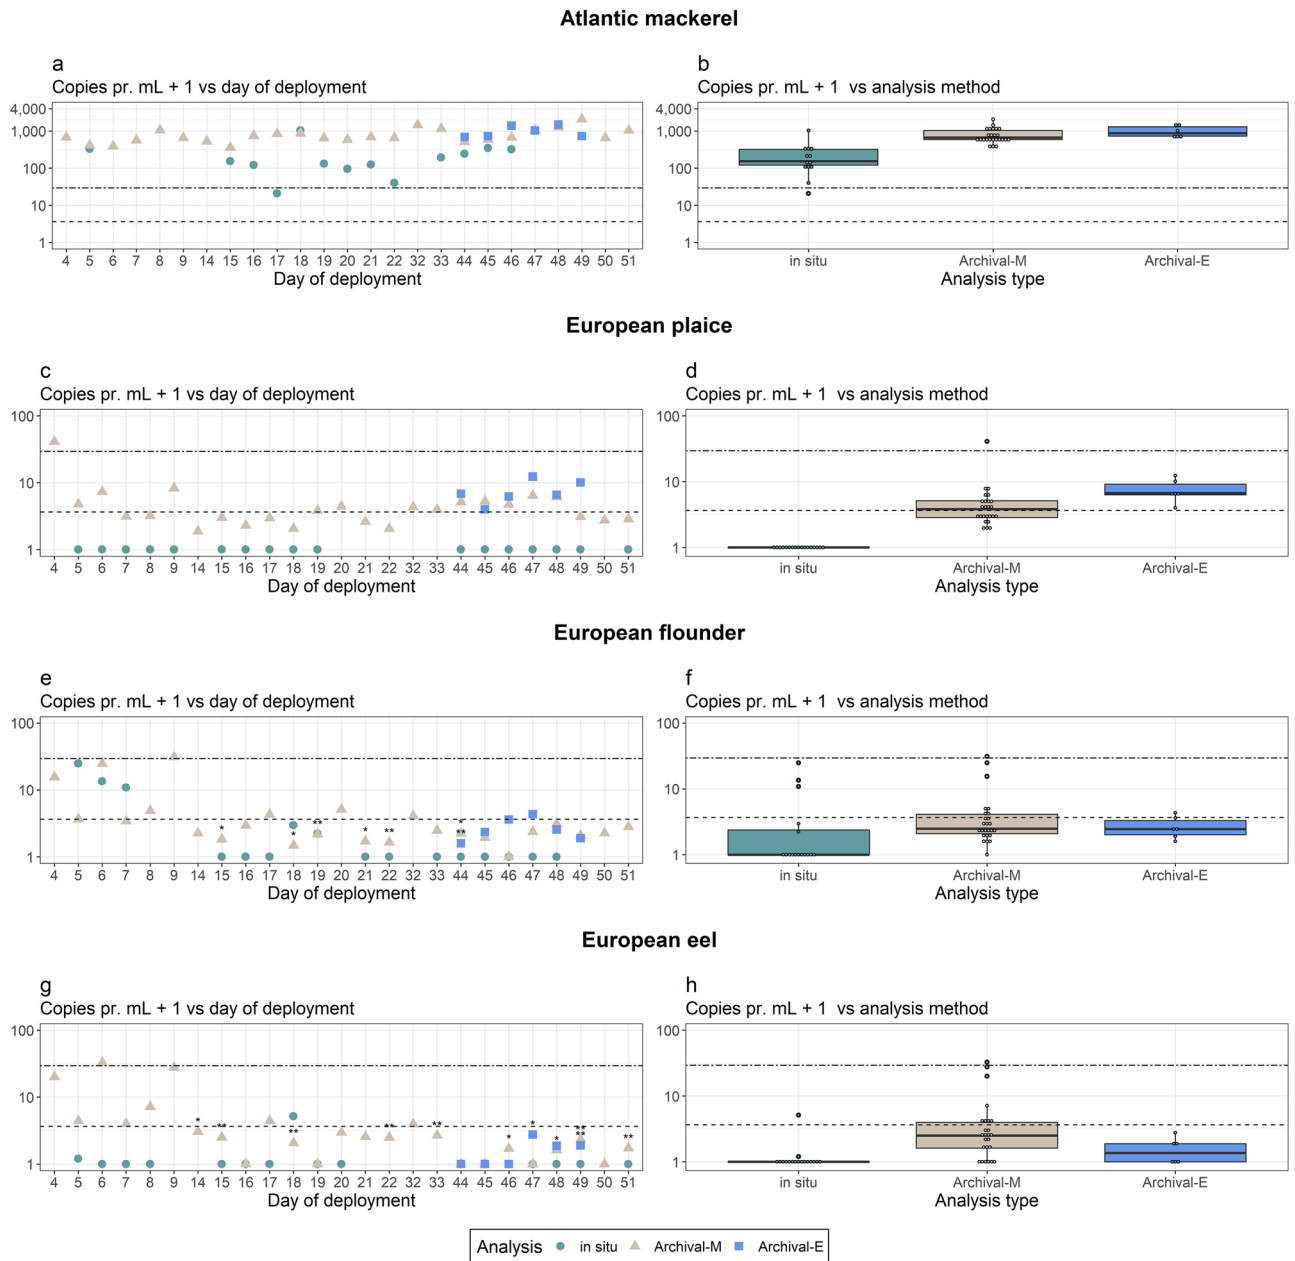 Atlantic mackerel
a
Copies pr. mL + 1 vs day of deployment
4,000
1,000
100
10
1
4 5 6 7 8 9 14 15 16 17 18 19 20 21 22 32 33 44 45 46 47 48 49 50 51
Day of deployment
b
Copies pr. mL + 1 vs analysis method
4,000
1,000
100
10
1
in situ Archival-M Archival-E
Analysis type
European plaice
c
Copies pr. mL + 1 vs day of deployment
100
10
1
4 5 6 7 8 9 14 15 16 17 18 19 20 21 22 32 33 44 45 46 47 48 49 50 51
Day of deployment
d
Copies pr. mL + 1 vs analysis method
100
10
1
in situ Archival-M Archival-E
Analysis type
European flounder
e
Copies pr. mL + 1 vs day of deployment
100
10
1
* * ** * ** * **
4 5 6 7 8 9 14 15 16 17 18 19 20 21 22 32 33 44 45 46 47 48 49 50 51
Day of deployment
f
Copies pr. mL + 1 vs analysis method
100
10
1
in situ Archival-M Archival-E
Analysis type
European eel
g
Copies pr. mL + 1 vs day of deployment
100
10
1
* ** ** ** ** * * * ** ** **
4 5 6 7 8 9 14 15 16 17 18 19 20 21 22 32 33 44 45 46 47 48 49 50 51
Day of deployment
h
Copies pr. mL + 1 vs analysis method
100
10
1
in situ Archival-M Archival-E
Analysis type
Analysis in situ Archival-M Archival-E